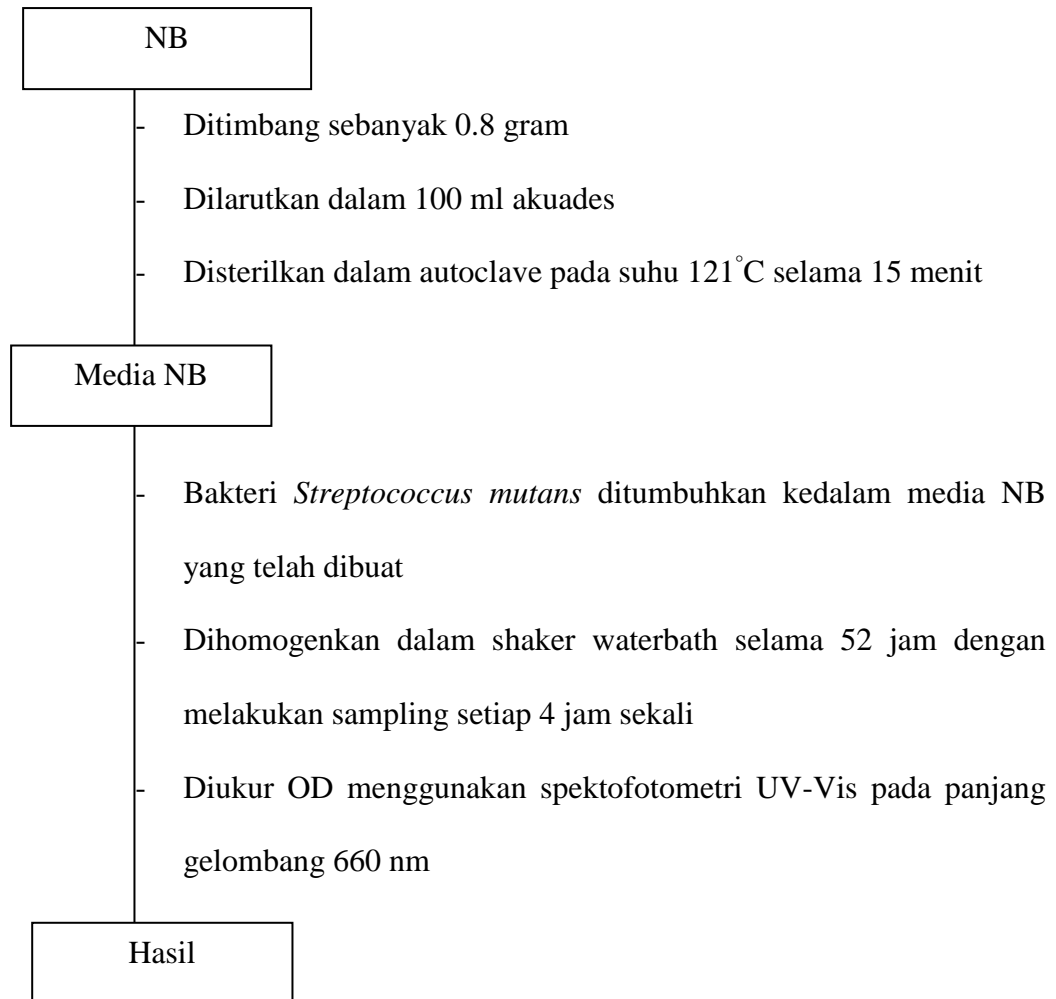 NB
- Ditimbang sebanyak 0.8 gram
- Dilarutkan dalam 100 ml akuades
- Disterilkan dalam autoclave pada suhu 121°C selama 15 menit
Media NB
- Bakteri Streptococcus mutans ditumbuhkan kedalam media NB
yang telah dibuat
- Dihomogenkan dalam shaker waterbath selama 52 jam dengan
melakukan sampling setiap 4 jam sekali
- Diukur OD menggunakan spektofotometri UV-Vis pada panjang
gelombang 660 nm
Hasil